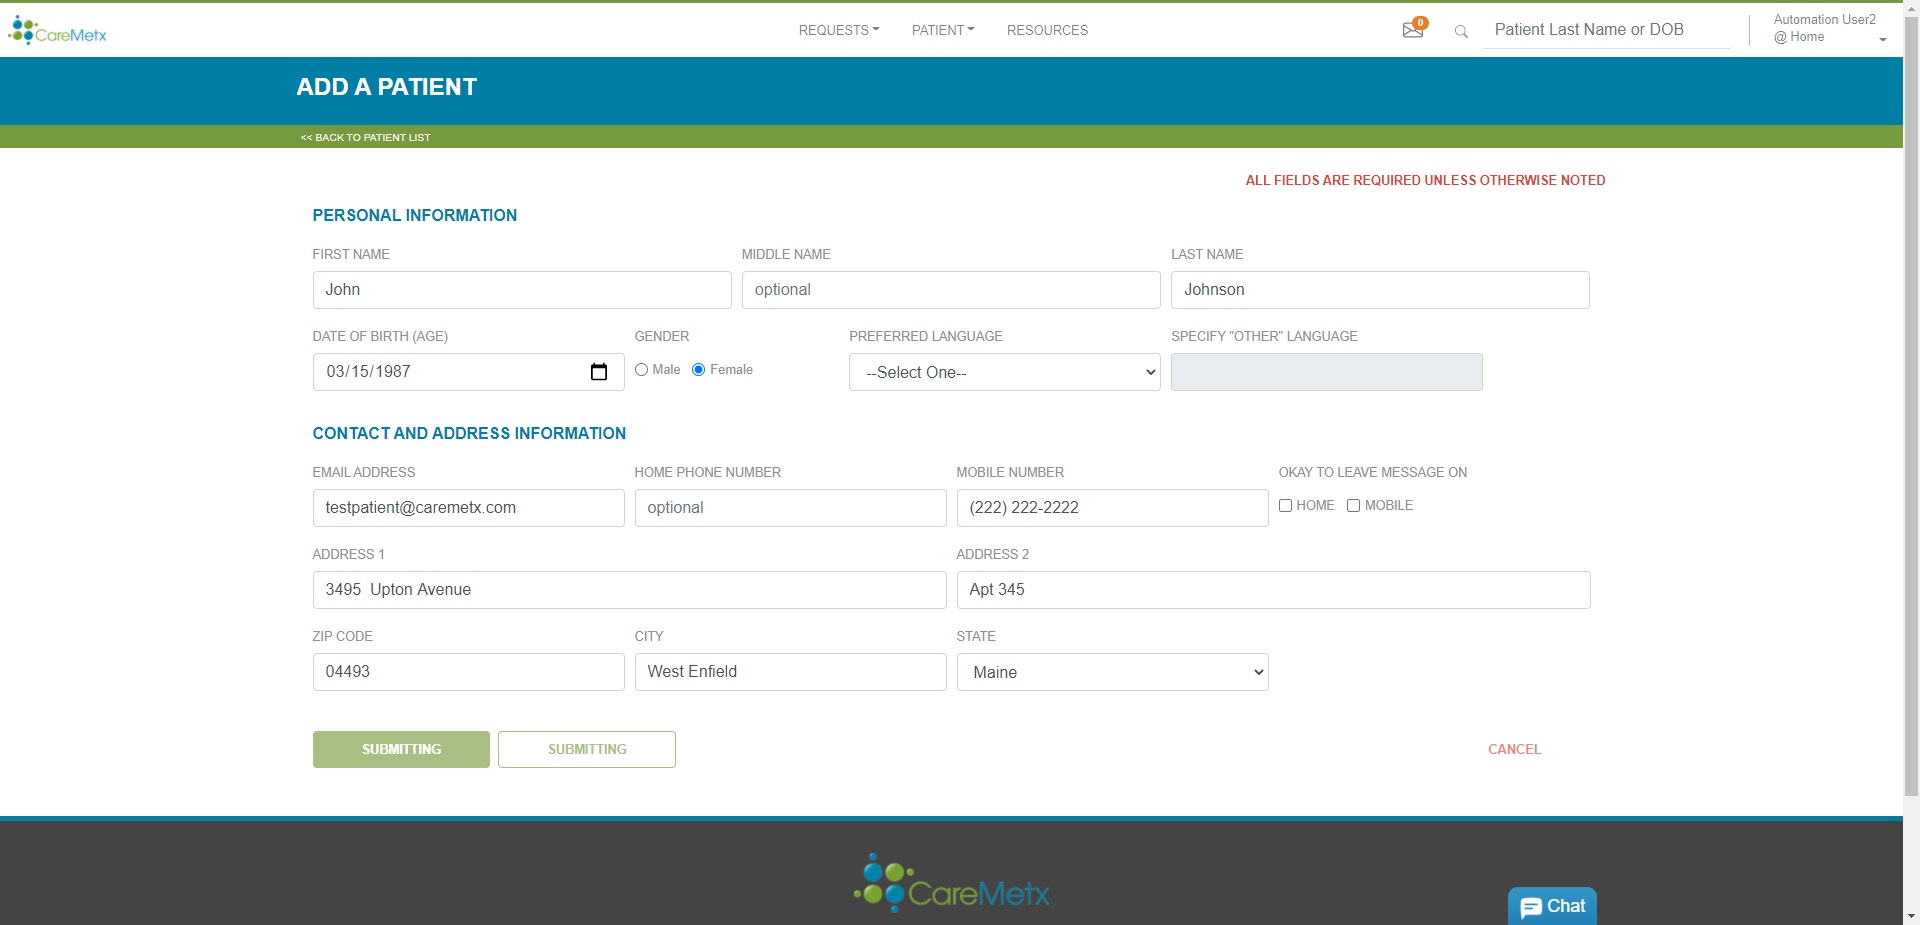 CareMetx
REQUESTS
PATIENT
RESOURCES
0
Patient Last Name or DOB
Automation User2
@ Home
ADD A PATIENT
<< BACK TO PATIENT LIST
ALL FIELDS ARE REQUIRED UNLESS OTHERWISE NOTED
PERSONAL INFORMATION
FIRST NAME
MIDDLE NAME
LAST NAME
John
optional
Johnson
DATE OF BIRTH (AGE)
GENDER
PREFERRED LANGUAGE
SPECIFY "OTHER" LANGUAGE
03/15/1987
Male
Female
--Select One--
CONTACT AND ADDRESS INFORMATION
EMAIL ADDRESS
HOME PHONE NUMBER
MOBILE NUMBER
OKAY TO LEAVE MESSAGE ON
testpatient@caremetx.com
optional
(222) 222-2222
HOME
MOBILE
ADDRESS 1
ADDRESS 2
3495  Upton Avenue
Apt 345
ZIP CODE
CITY
STATE
04493
West Enfield
Maine
SUBMITTING
SUBMITTING
CANCEL
CareMetx
Chat